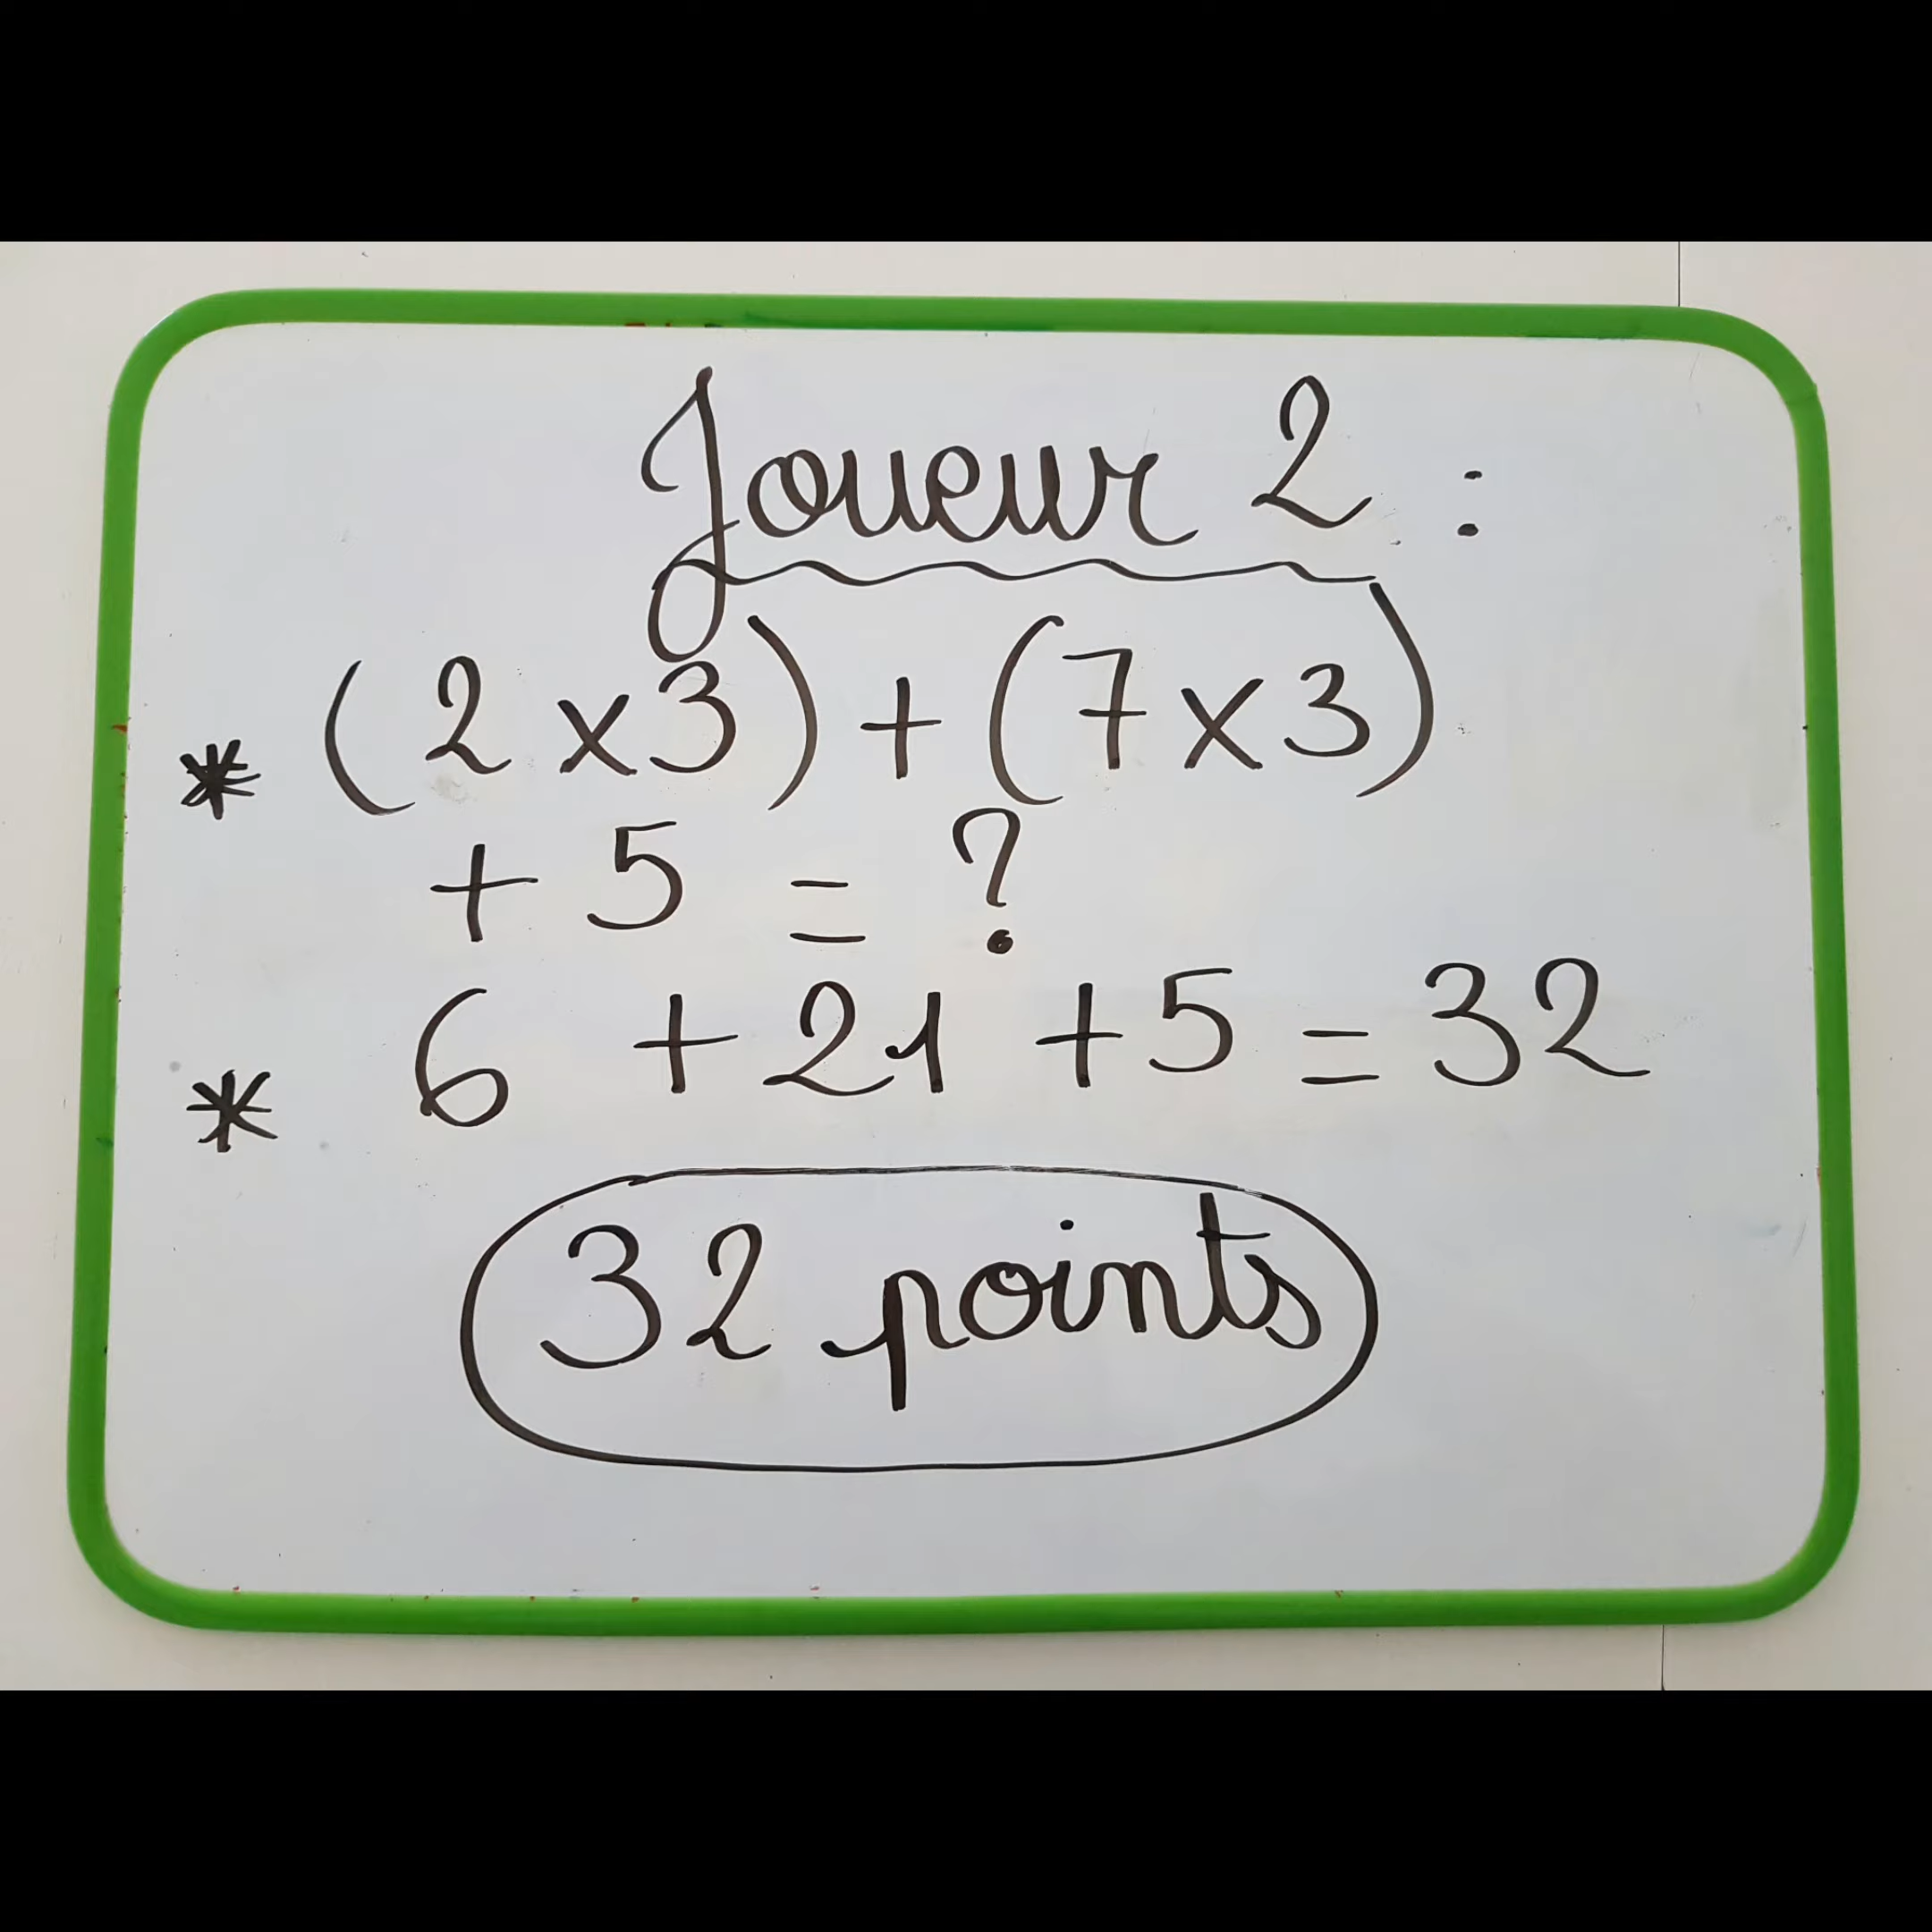 Joueur 2 :
* (2 x 3) + (7 x 3)
+ 5 = ?
* 6 + 21 + 5 = 32
32 points